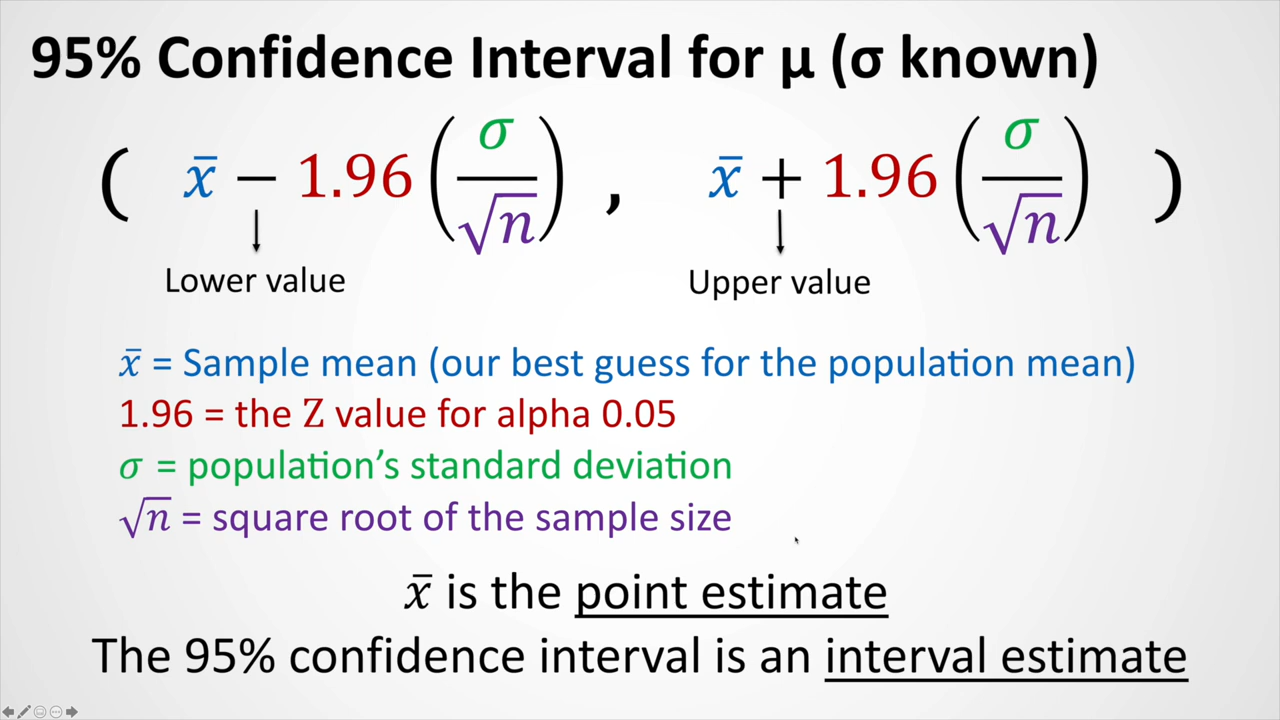 95% Confidence Interval for µ (σ known)
( x̄ − 1.96 (σ/√n) , x̄ + 1.96 (σ/√n) )
Lower value Upper value
x̄ = Sample mean (our best guess for the population mean)
1.96 = the Z value for alpha 0.05
σ = population’s standard deviation
√n = square root of the sample size
x̄ is the point estimate
The 95% confidence interval is an interval estimate